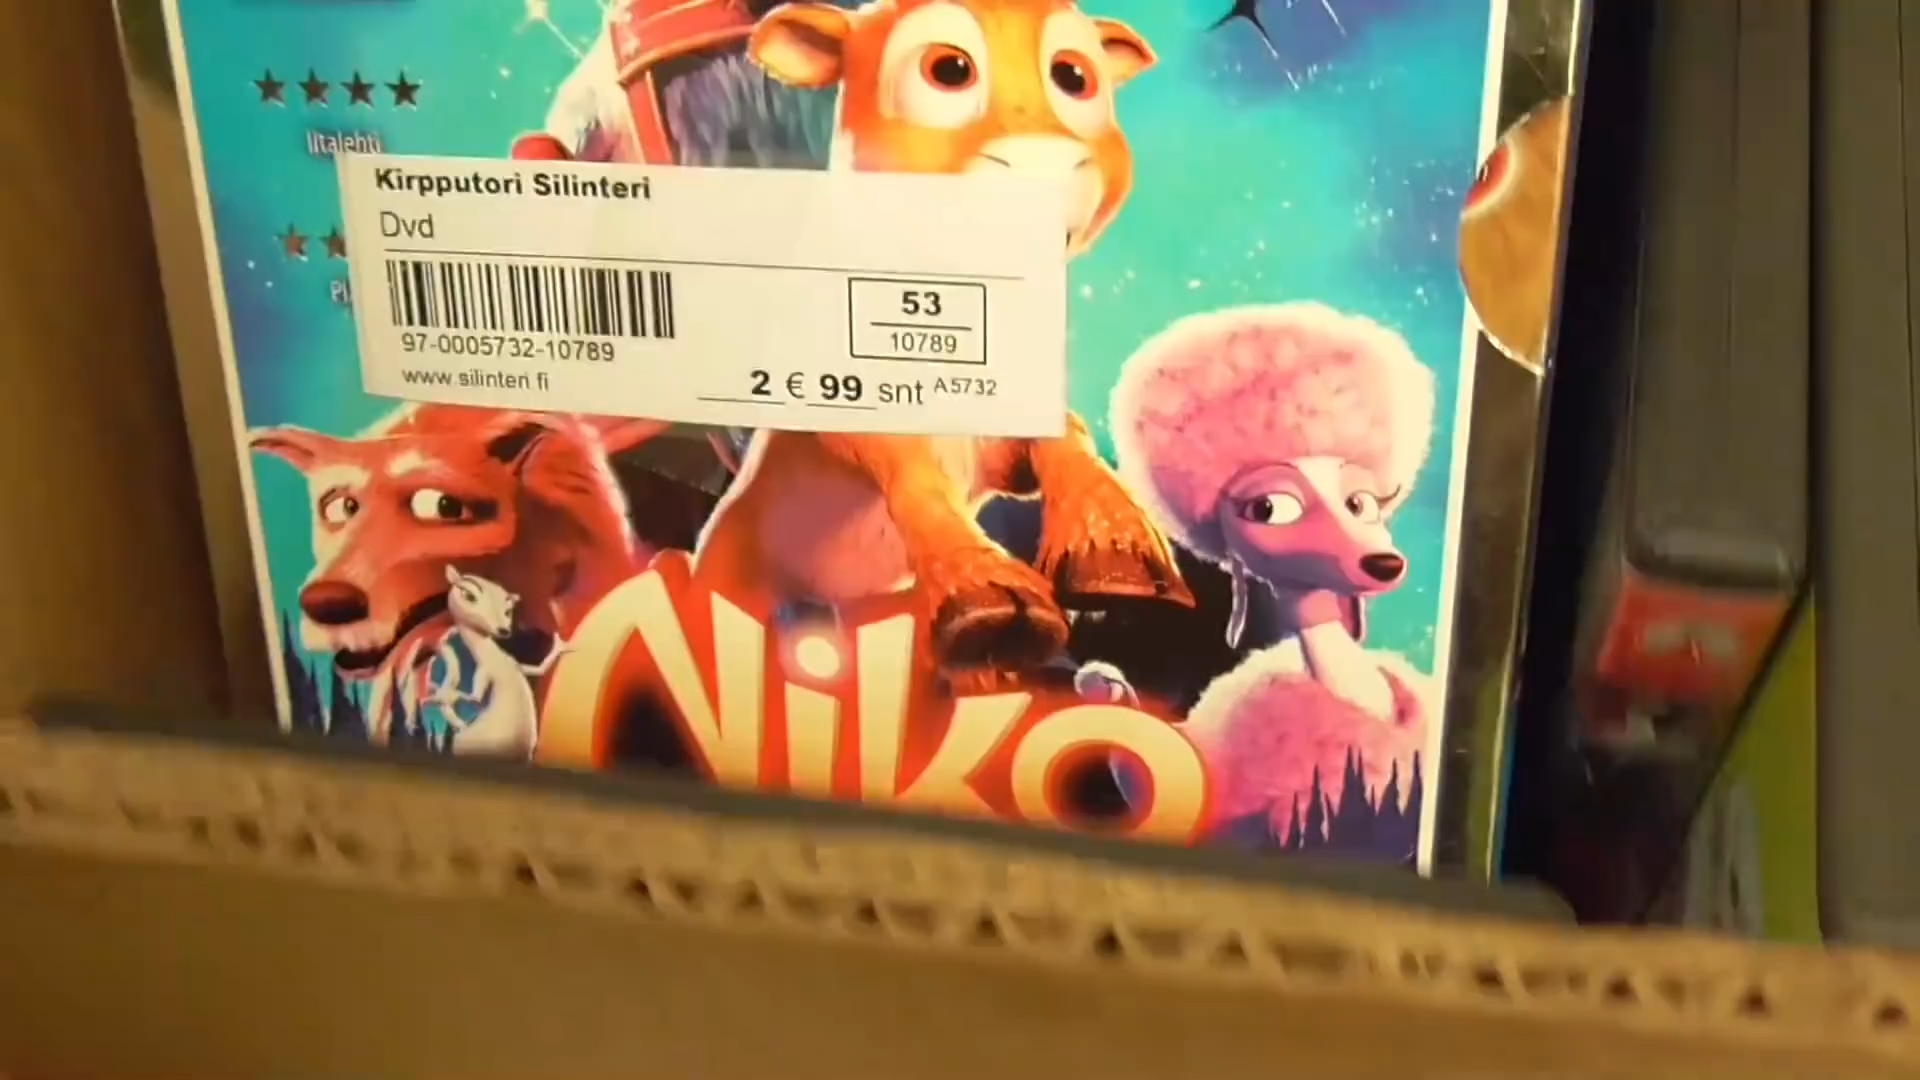 Iltalehti
Kirpputori Silinteri
Dvd
53
10789
97-0005732-10789
www.silinteri.fi
2 € 99 snt A5732
Niko